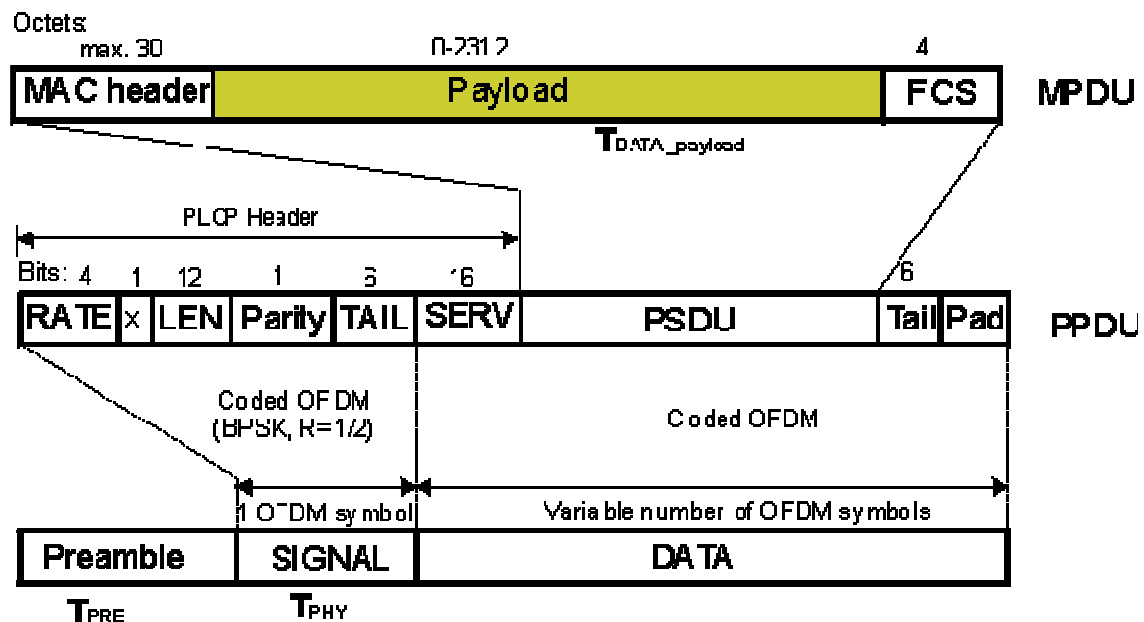 Octets:
max. 30 0-2312 4
MAC header Payload FCS MPDU
TDATA_payload
PLCP Header
Bits: 4 1 12 1 6 16 6
RATE x LEN Parity TAIL SERV PSDU Tail Pad PPDU
Coded OFDM
(BPSK, R=1/2)
Coded OFDM
1 OFDM symbol Variable number of OFDM symbols
Preamble SIGNAL DATA
TPRE TPHY